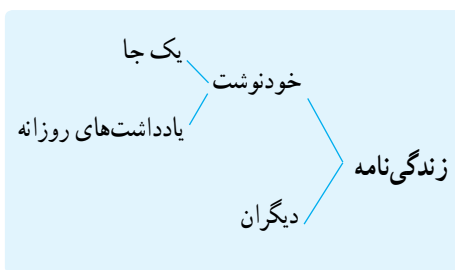 یک جا
خودنوشت
یادداشت‌های روزانه
زندگی‌نامه
دیگران